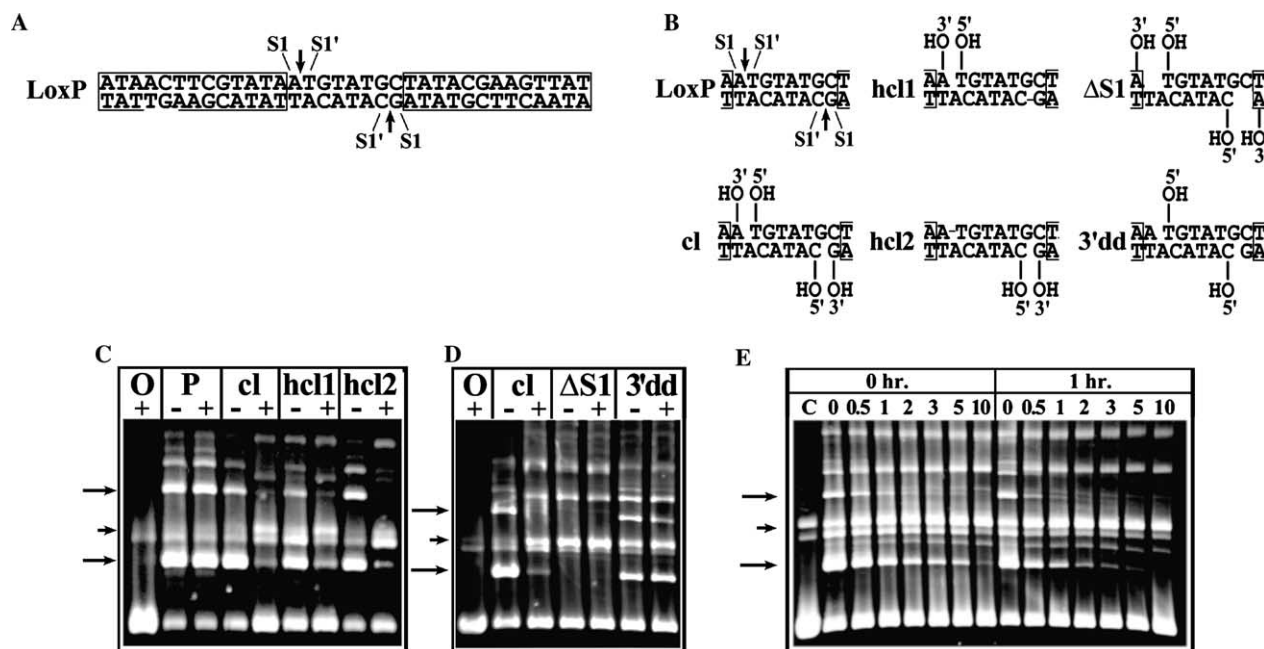 A
S1 S1'
LoxP
ATAACTTCGTATAATGTATGCTATACGAAGTTAT
TATTGAAGCATATTACATACGATATGCTTCAATA
S1' S1
B
S1 S1'
LoxP
AATGTATGCT
TTACATACGA
S1' S1
3' 5'
HO OH
hcl1
AA TGTATGCT
TTACATAC-GA
3' 5'
OH OH
ΔS1
A TGTATGCT
TTACATAC A
HO HO
5' 3'
3' 5'
HO OH
cl
AA TGTATGCT
TTACATAC GA
HO OH
5' 3'
hcl2
AA-TGTATGCT
TTACATAC GA
HO OH
5' 3'
5'
OH
3'dd
AA TGTATGCT
TTACATAC GA
HO
5'
C
O P cl hcl1 hcl2
+ - + - + - + - +
D
O cl ΔS1 3'dd
+ - + - + - +
E
0 hr. 1 hr.
C 0 0.5 1 2 3 5 10 0 0.5 1 2 3 5 10